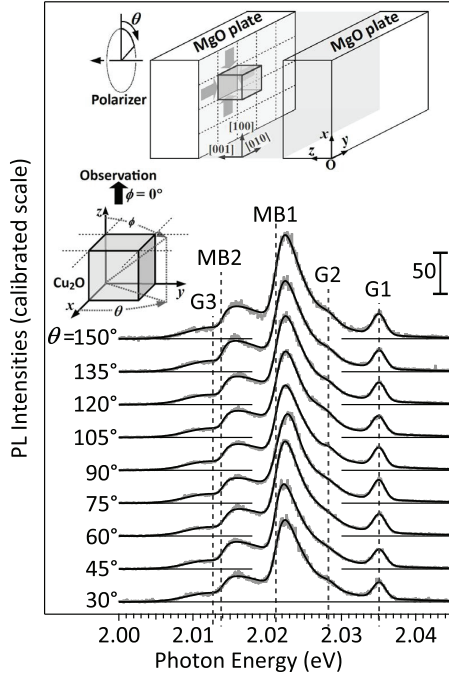 θ
Polarizer
MgO plate
MgO plate
[100]
[010]
[001]
x
y
z
O
Observation
ϕ=0°
z
ϕ
Cu₂O
x
θ
y
MB1
MB2
G3
G2
G1
50
PL Intensities (calibrated scale)
θ=150°
135°
120°
105°
90°
75°
60°
45°
30°
2.00 2.01 2.02 2.03 2.04
Photon Energy (eV)